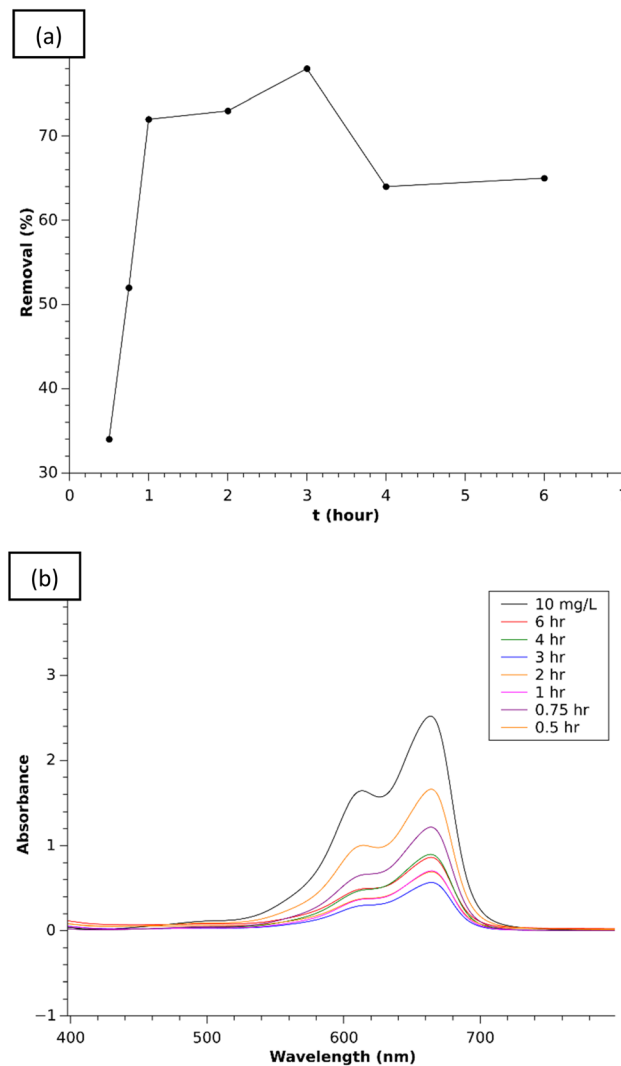 (a)
70
60
50
40
30
Removal (%)
0 1 2 3 4 5 6 7
t (hour)
(b)
10 mg/L
6 hr
4 hr
3 hr
2 hr
1 hr
0.75 hr
0.5 hr
3
2
1
0
−1
Absorbance
400 500 600 700
Wavelength (nm)